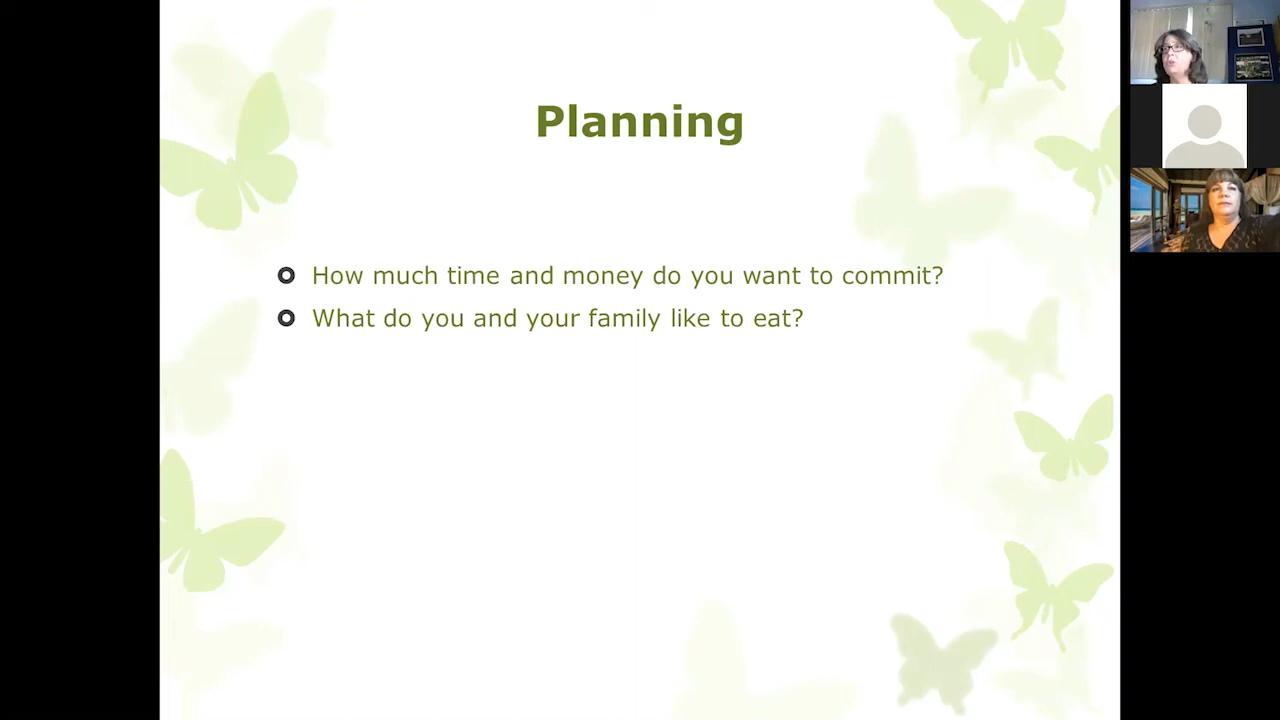 Planning
How much time and money do you want to commit?
What do you and your family like to eat?